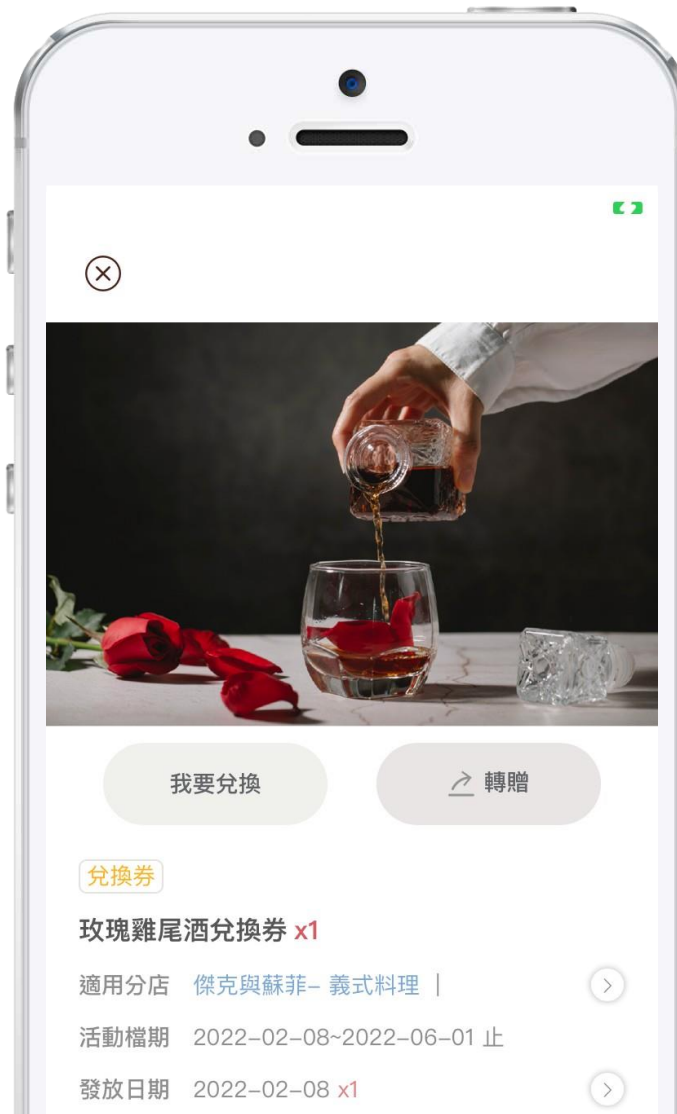 我要兌換
轉贈
兌換券
玫瑰雞尾酒兌換券 x1
適用分店 傑克與蘇菲– 義式料理 |
活動檔期 2022–02–08~2022–06–01 止
發放日期 2022–02–08 x1